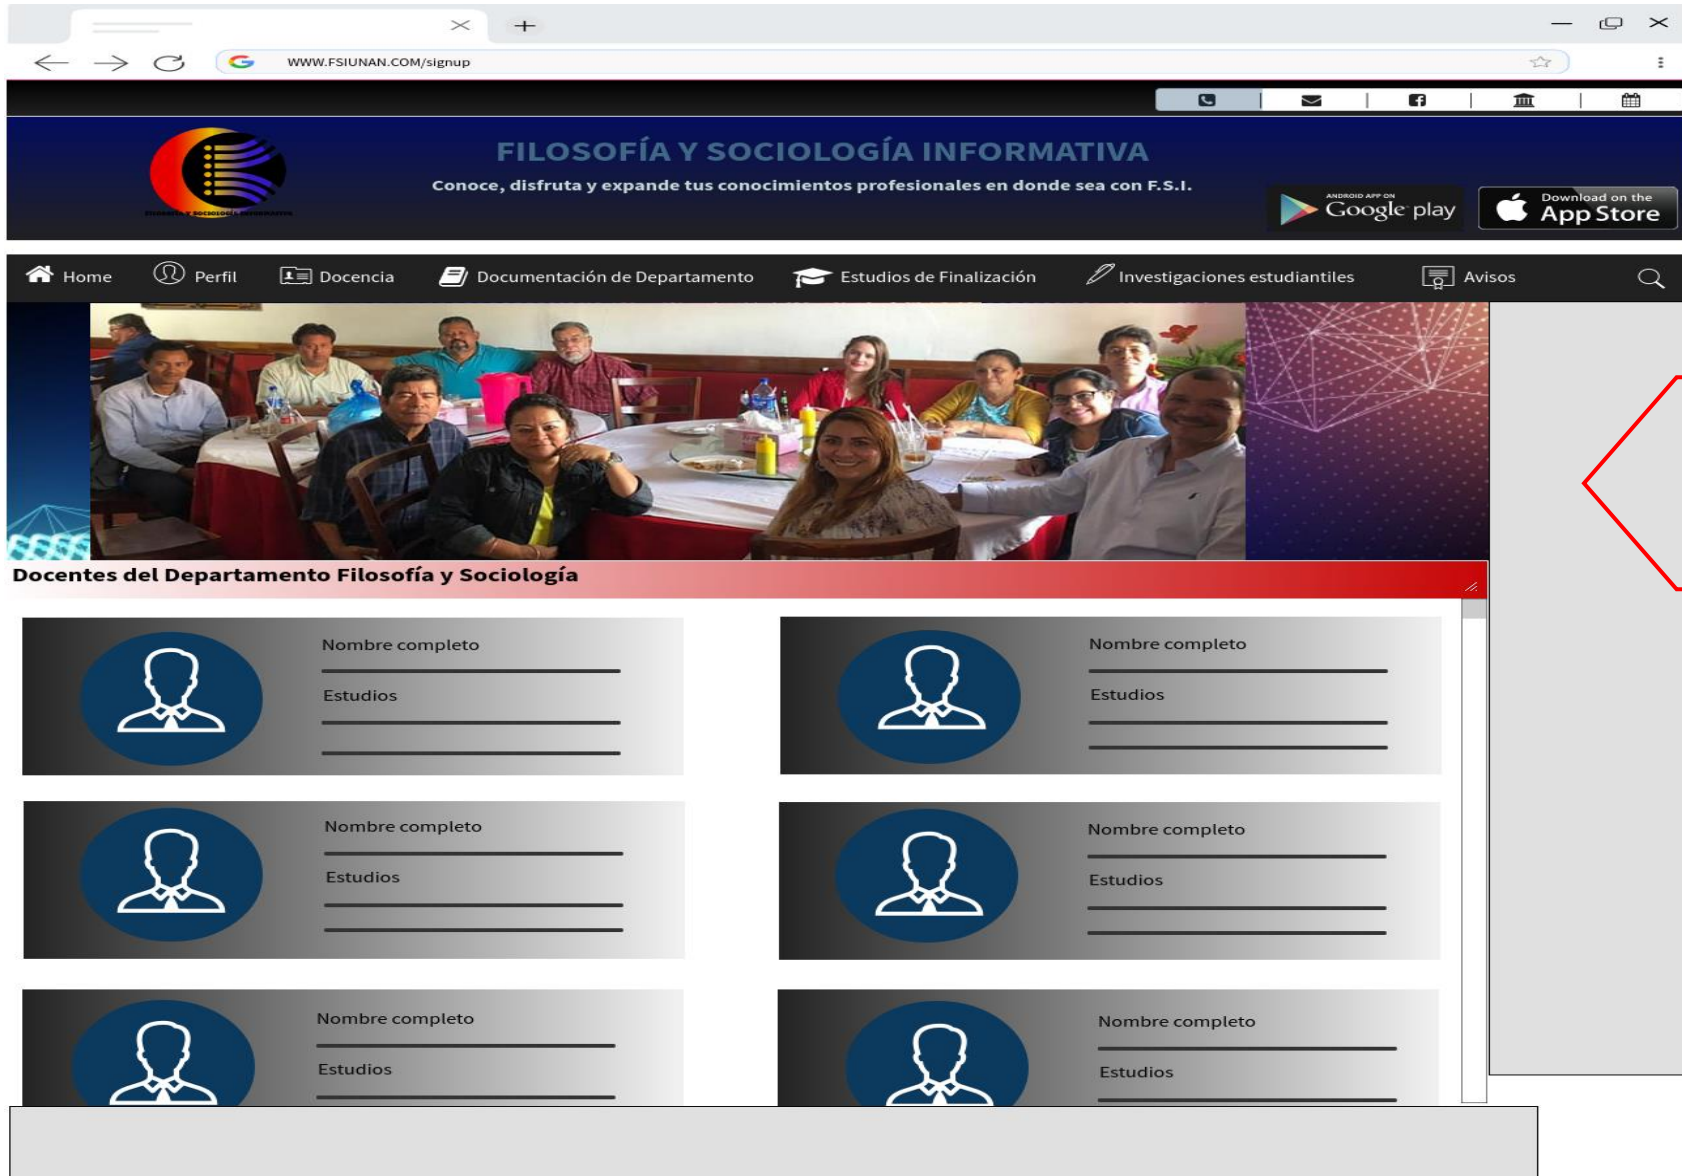 WWW.FSIUNAN.COM/signup
FILOSOFÍA Y SOCIOLOGÍA INFORMATIVA
Conoce, disfruta y expande tus conocimientos profesionales en donde sea con F.S.I.
FILOSOFÍA Y SOCIOLOGÍA INFORMATIVA
ANDROID APP ON
Google play
Download on the
App Store
Home Perfil Docencia Documentación de Departamento Estudios de Finalización Investigaciones estudiantiles Avisos
Docentes del Departamento Filosofía y Sociología
Nombre completo
Estudios
Nombre completo
Estudios
Nombre completo
Estudios
Nombre completo
Estudios
Nombre completo
Estudios
Nombre completo
Estudios